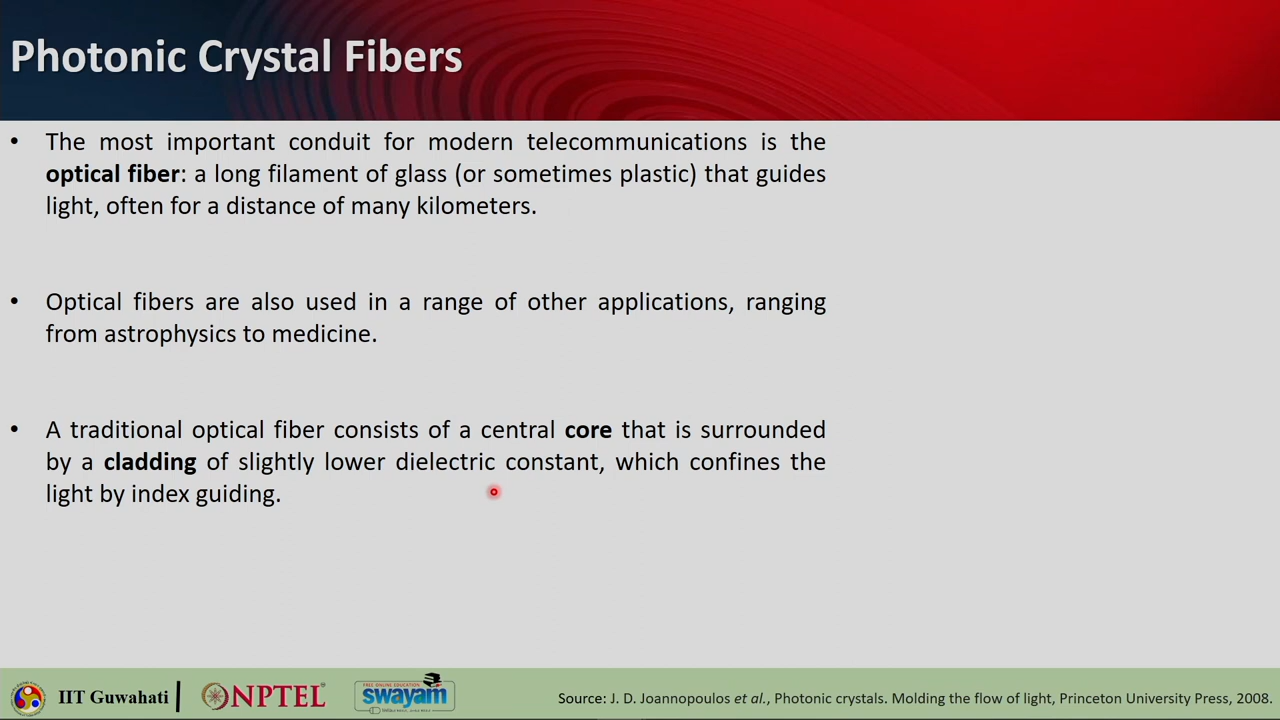 Photonic Crystal Fibers
• The most important conduit for modern telecommunications is the
optical fiber: a long filament of glass (or sometimes plastic) that guides
light, often for a distance of many kilometers.
• Optical fibers are also used in a range of other applications, ranging
from astrophysics to medicine.
• A traditional optical fiber consists of a central core that is surrounded
by a cladding of slightly lower dielectric constant, which confines the
light by index guiding.
IIT Guwahati
NPTEL
FREE ONLINE EDUCATION
swayam
Source: J. D. Joannopoulos et al., Photonic crystals. Molding the flow of light, Princeton University Press, 2008.